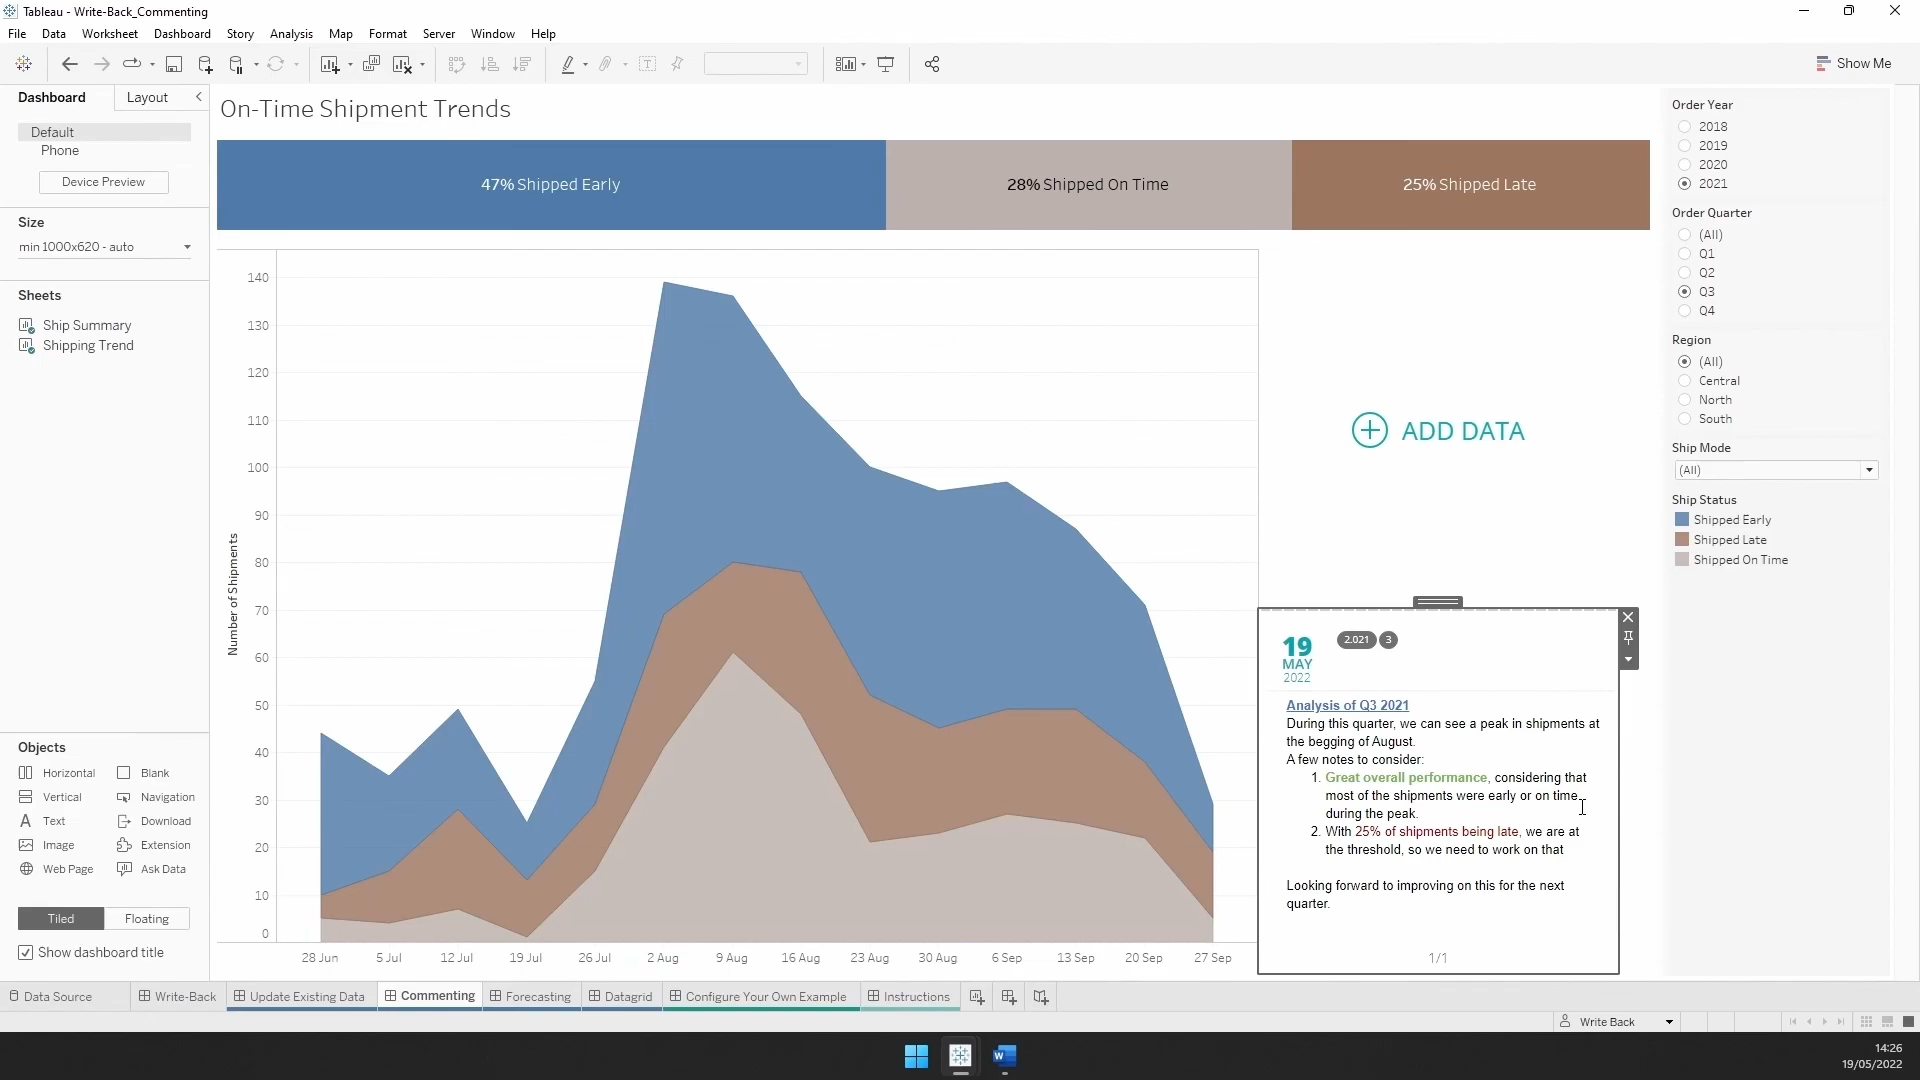 Tableau - Write-Back_Commenting
File Data Worksheet Dashboard Story Analysis Map Format Server Window Help
Show Me
Dashboard Layout
Default
Phone
Device Preview
Size
min 1000x620 - auto
Sheets
Ship Summary
Shipping Trend
Objects
Horizontal Blank
Vertical Navigation
Text Download
Image Extension
Web Page Ask Data
Tiled Floating
Show dashboard title
On-Time Shipment Trends
47% Shipped Early
28% Shipped On Time
25% Shipped Late
Number of Shipments
140
130
120
110
100
90
80
70
60
50
40
30
20
10
0
28 Jun 5 Jul 12 Jul 19 Jul 26 Jul 2 Aug 9 Aug 16 Aug 23 Aug 30 Aug 6 Sep 13 Sep 20 Sep 27 Sep
ADD DATA
19
MAY
2022
2.021 3
Analysis of Q3 2021
During this quarter, we can see a peak in shipments at
the begging of August.
A few notes to consider:
1. Great overall performance, considering that
most of the shipments were early or on time
during the peak.
2. With 25% of shipments being late, we are at
the threshold, so we need to work on that
Looking forward to improving on this for the next
quarter.
1/1
Order Year
2018
2019
2020
2021
Order Quarter
(All)
Q1
Q2
Q3
Q4
Region
(All)
Central
North
South
Ship Mode
(All)
Ship Status
Shipped Early
Shipped Late
Shipped On Time
Data Source Write-Back Update Existing Data Commenting Forecasting Datagrid Configure Your Own Example Instructions
Write Back
W
14:26
19/05/2022